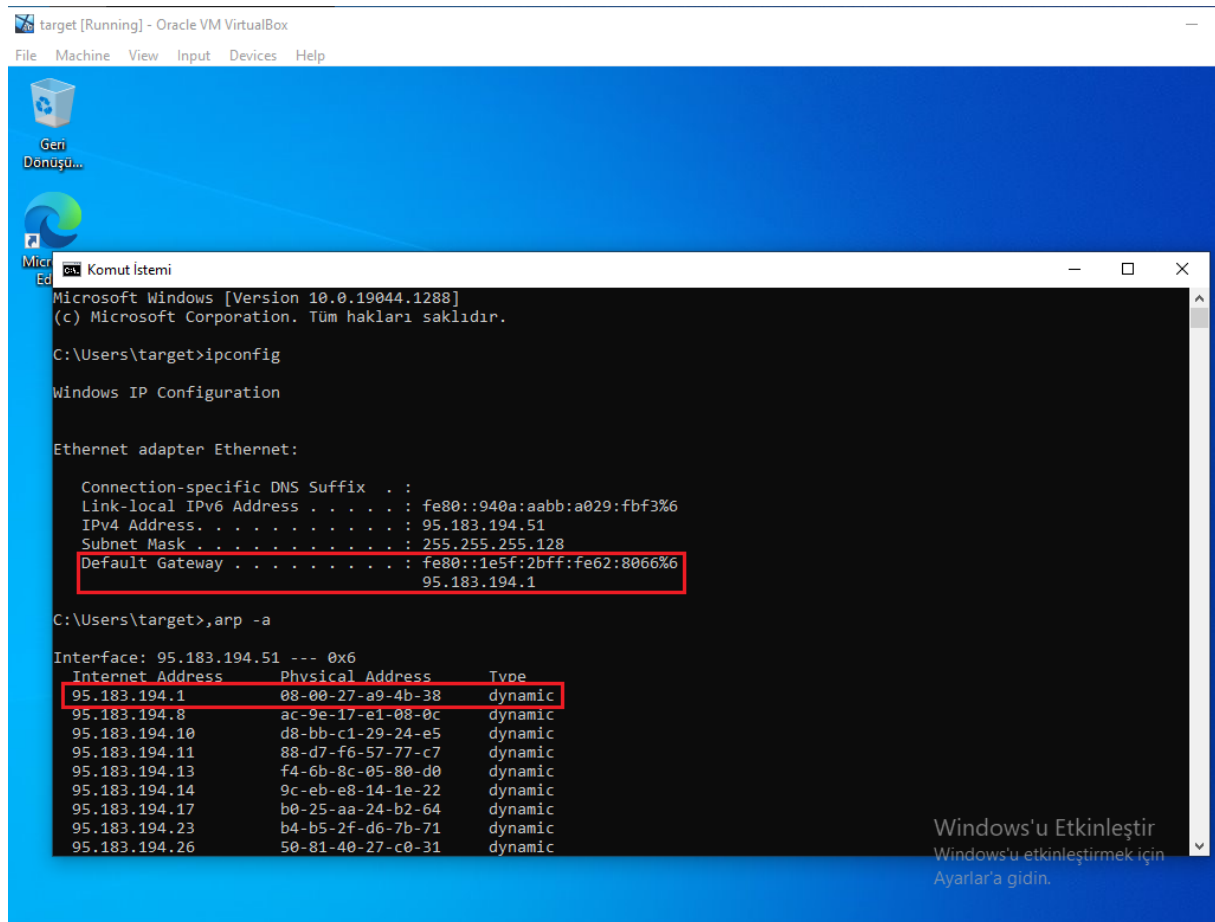 target [Running] - Oracle VM VirtualBox
File Machine View Input Devices Help
Geri
Dönüşü...
Micr
Ed
Komut İstemi
Microsoft Windows [Version 10.0.19044.1288]
(c) Microsoft Corporation. Tüm hakları saklıdır.
C:\Users\target>ipconfig
Windows IP Configuration
Ethernet adapter Ethernet:
Connection-specific DNS Suffix . :
Link-local IPv6 Address . . . . . : fe80::940a:aabb:a029:fbf3%6
IPv4 Address. . . . . . . . . . . : 95.183.194.51
Subnet Mask . . . . . . . . . . . : 255.255.255.128
Default Gateway . . . . . . . . . : fe80::1e5f:2bff:fe62:8066%6
95.183.194.1
C:\Users\target>,arp -a
Interface: 95.183.194.51 --- 0x6
Internet Address Physical Address Type
95.183.194.1 08-00-27-a9-4b-38 dynamic
95.183.194.8 ac-9e-17-e1-08-0c dynamic
95.183.194.10 d8-bb-c1-29-24-e5 dynamic
95.183.194.11 88-d7-f6-57-77-c7 dynamic
95.183.194.13 f4-6b-8c-05-80-d0 dynamic
95.183.194.14 9c-eb-e8-14-1e-22 dynamic
95.183.194.17 b0-25-aa-24-b2-64 dynamic
95.183.194.23 b4-b5-2f-d6-7b-71 dynamic
95.183.194.26 50-81-40-27-c0-31 dynamic
Windows'u Etkinleştir
Windows'u etkinleştirmek için
Ayarlar'a gidin.